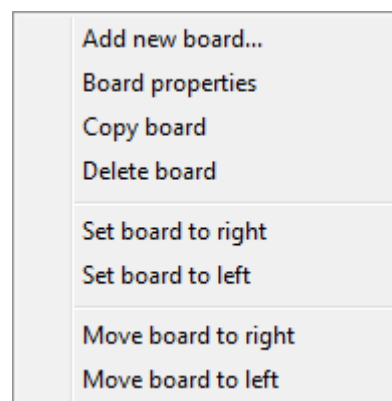 Add new board...
Board properties
Copy board
Delete board
Set board to right
Set board to left
Move board to right
Move board to left